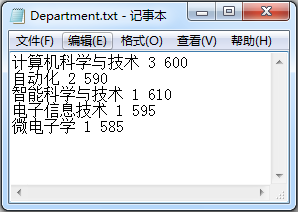 Department.txt - 记事本
文件(F) 编辑(E) 格式(O) 查看(V) 帮助(H)
计算机科学与技术 3 600
自动化 2 590
智能科学与技术 1 610
电子信息技术 1 595
微电子学 1 585